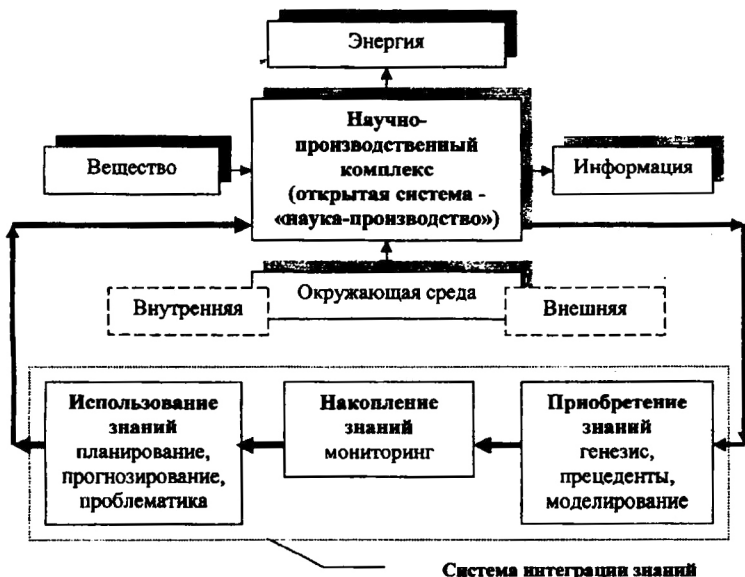 Энергия
Научно-
производственный
комплекс
(открытая система -
«наука-производство»)
Вещество
Информация
Окружающая среда
Внутренняя
Внешняя
Использование
знаний
планирование,
прогнозирование,
проблематика
Накопление
знаний
мониторинг
Приобретение
знаний
генезис,
прецеденты,
моделирование
Система интеграции знаний